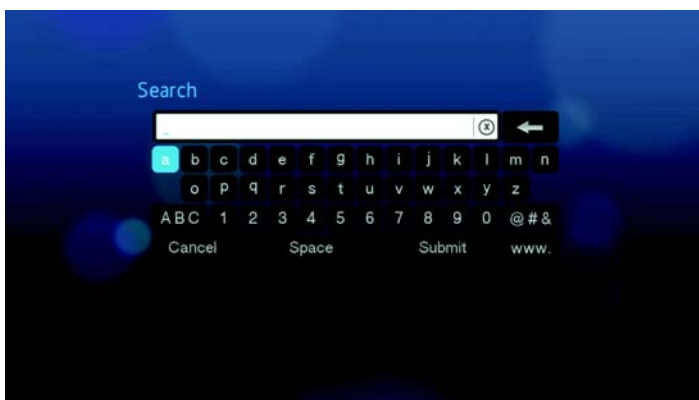 Search
_ ⓧ ←
a b c d e f g h i j k l m n
o p q r s t u v w x y z
ABC 1 2 3 4 5 6 7 8 9 0 @#&
Cancel Space Submit www.